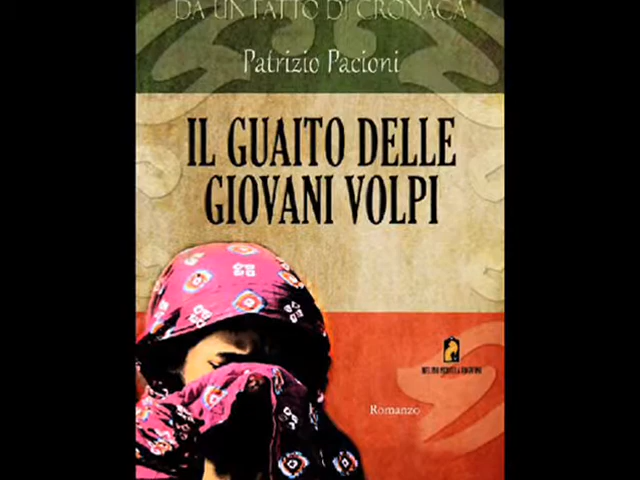 DA UN FATTO DI CRONACA
Patrizio Pacioni
IL GUAITO DELLE
GIOVANI VOLPI
Romanzo